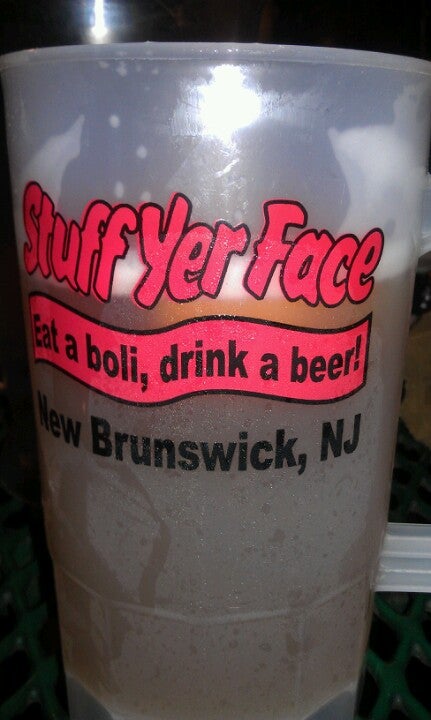 Stuff Yer Face
Eat a boli, drink a beer!
New Brunswick, NJ